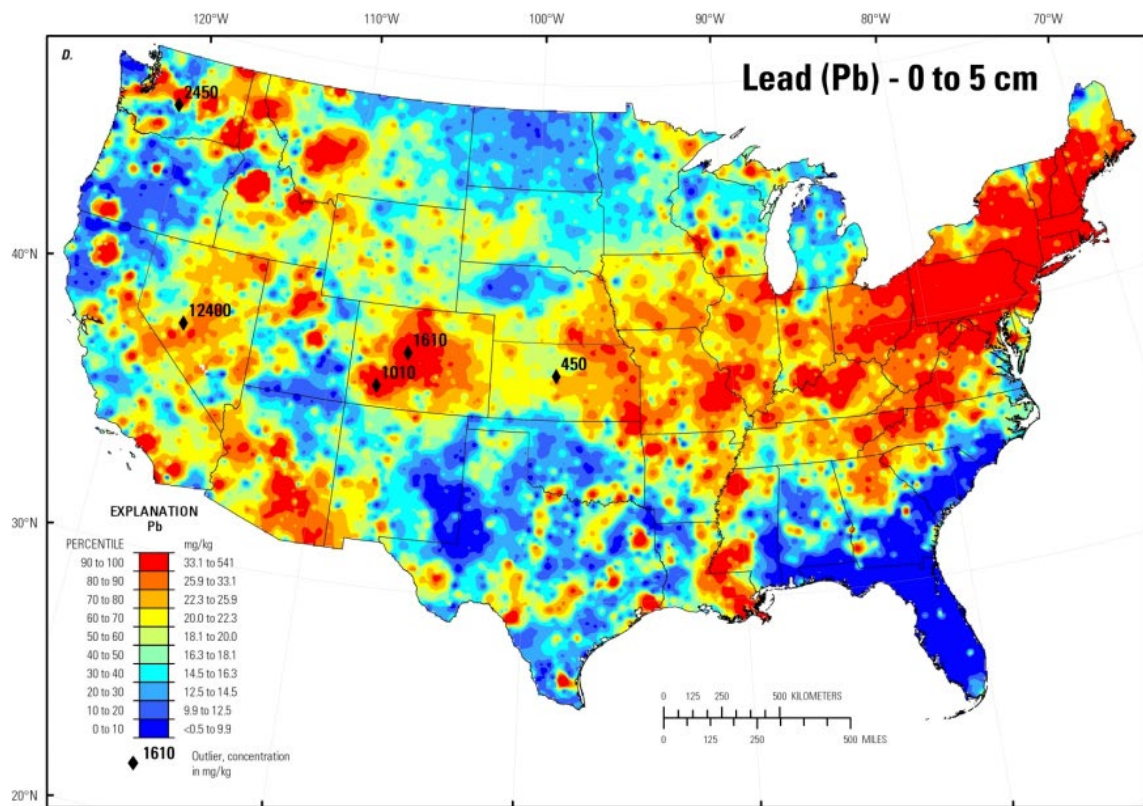 120°W 110°W 100°W 90°W 80°W 70°W
D.
Lead (Pb) - 0 to 5 cm
2450
40°N
12400
1610
1010
450
30°N
EXPLANATION
Pb
PERCENTILE mg/kg
90 to 100 33.1 to 541
80 to 90 25.9 to 33.1
70 to 80 22.3 to 25.9
60 to 70 20.0 to 22.3
50 to 60 18.1 to 20.0
40 to 50 16.3 to 18.1
30 to 40 14.5 to 16.3
20 to 30 12.5 to 14.5
10 to 20 9.9 to 12.5
0 to 10 <0.5 to 9.9
1610 Outlier, concentration
in mg/kg
0 125 250 500 KILOMETERS
0 125 250 500 MILES
20°N